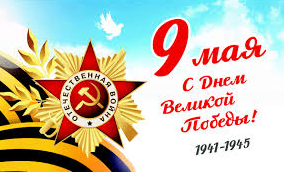 9 мая
С Днем
Великой
Победы!
1941-1945
ОТЕЧЕСТВЕННАЯ ВОЙНА